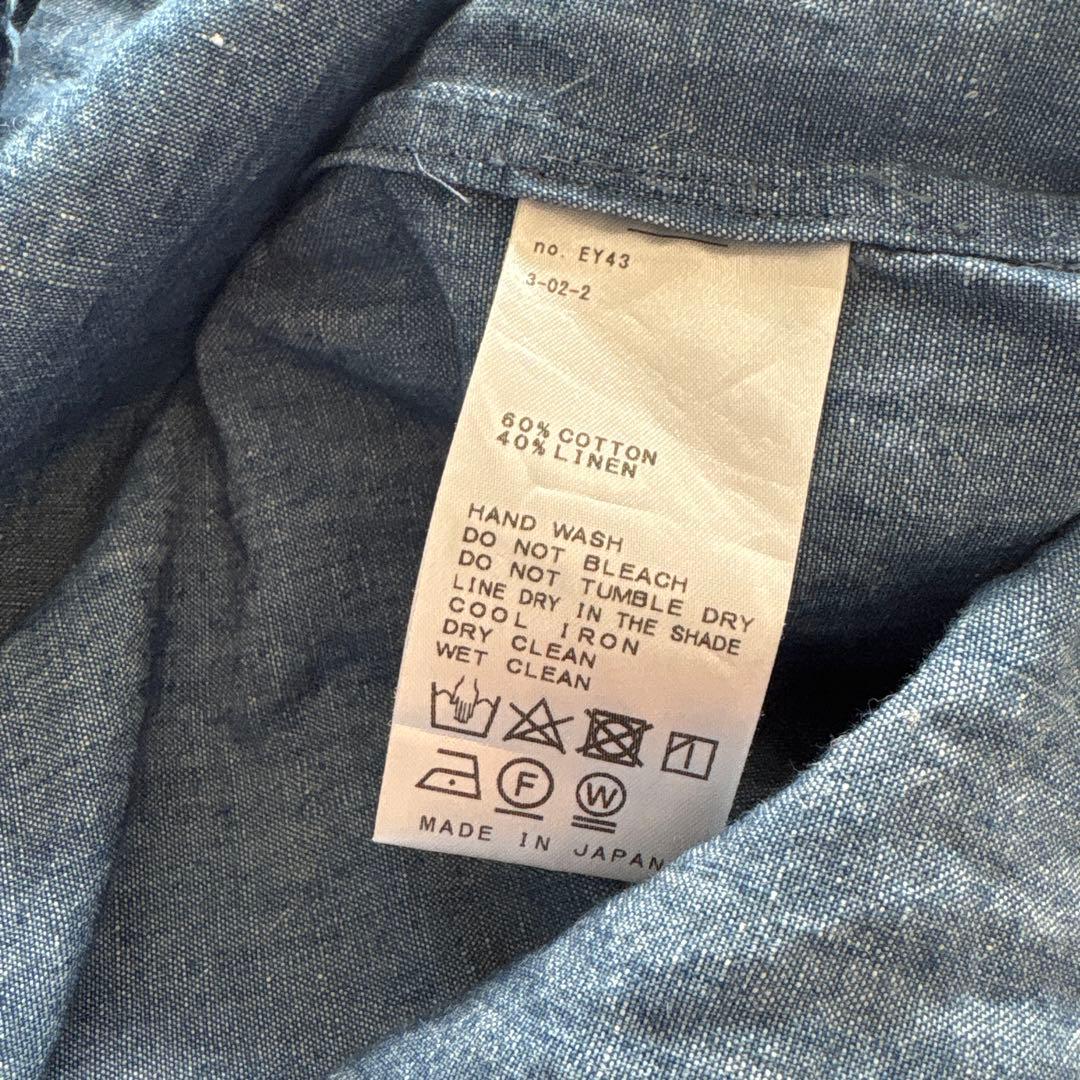 no. EY43
3-02-2
60% COTTON
40% LINEN
HAND WASH
DO NOT BLEACH
DO NOT TUMBLE DRY
LINE DRY IN THE SHADE
COOL IRON
DRY CLEAN
WET CLEAN
F
W
MADE IN JAPAN